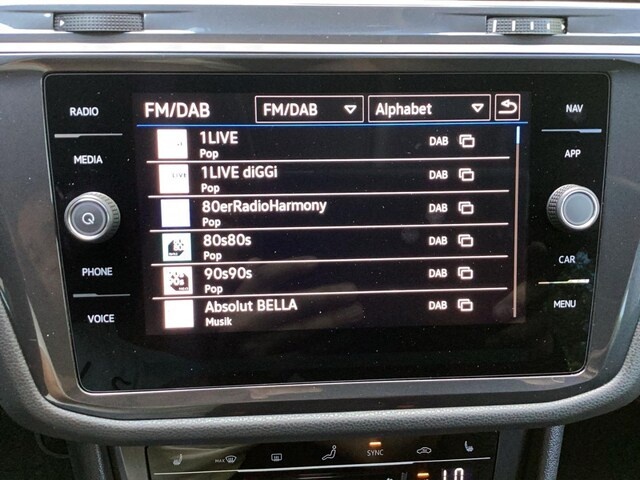 RADIO
MEDIA
PHONE
VOICE
FM/DAB FM/DAB Alphabet
1LIVE DAB
Pop
1LIVE diGGi DAB
Pop
80erRadioHarmony DAB
Pop
80s80s DAB
Pop
90s90s DAB
Pop
Absolut BELLA DAB
Musik
NAV
APP
CAR
MENU
MAX
SYNC